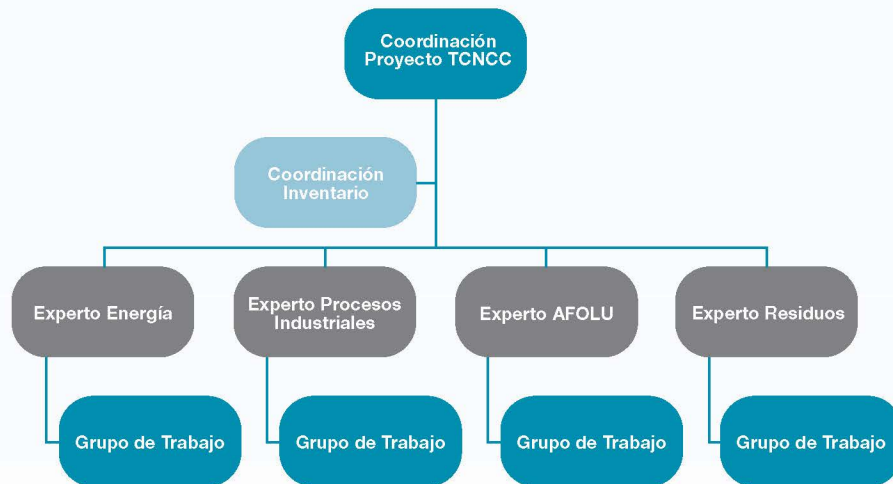 Coordinación
Proyecto TCNCC
Coordinación
Inventario
Experto Energía
Experto Procesos
Industriales
Experto AFOLU
Experto Residuos
Grupo de Trabajo
Grupo de Trabajo
Grupo de Trabajo
Grupo de Trabajo